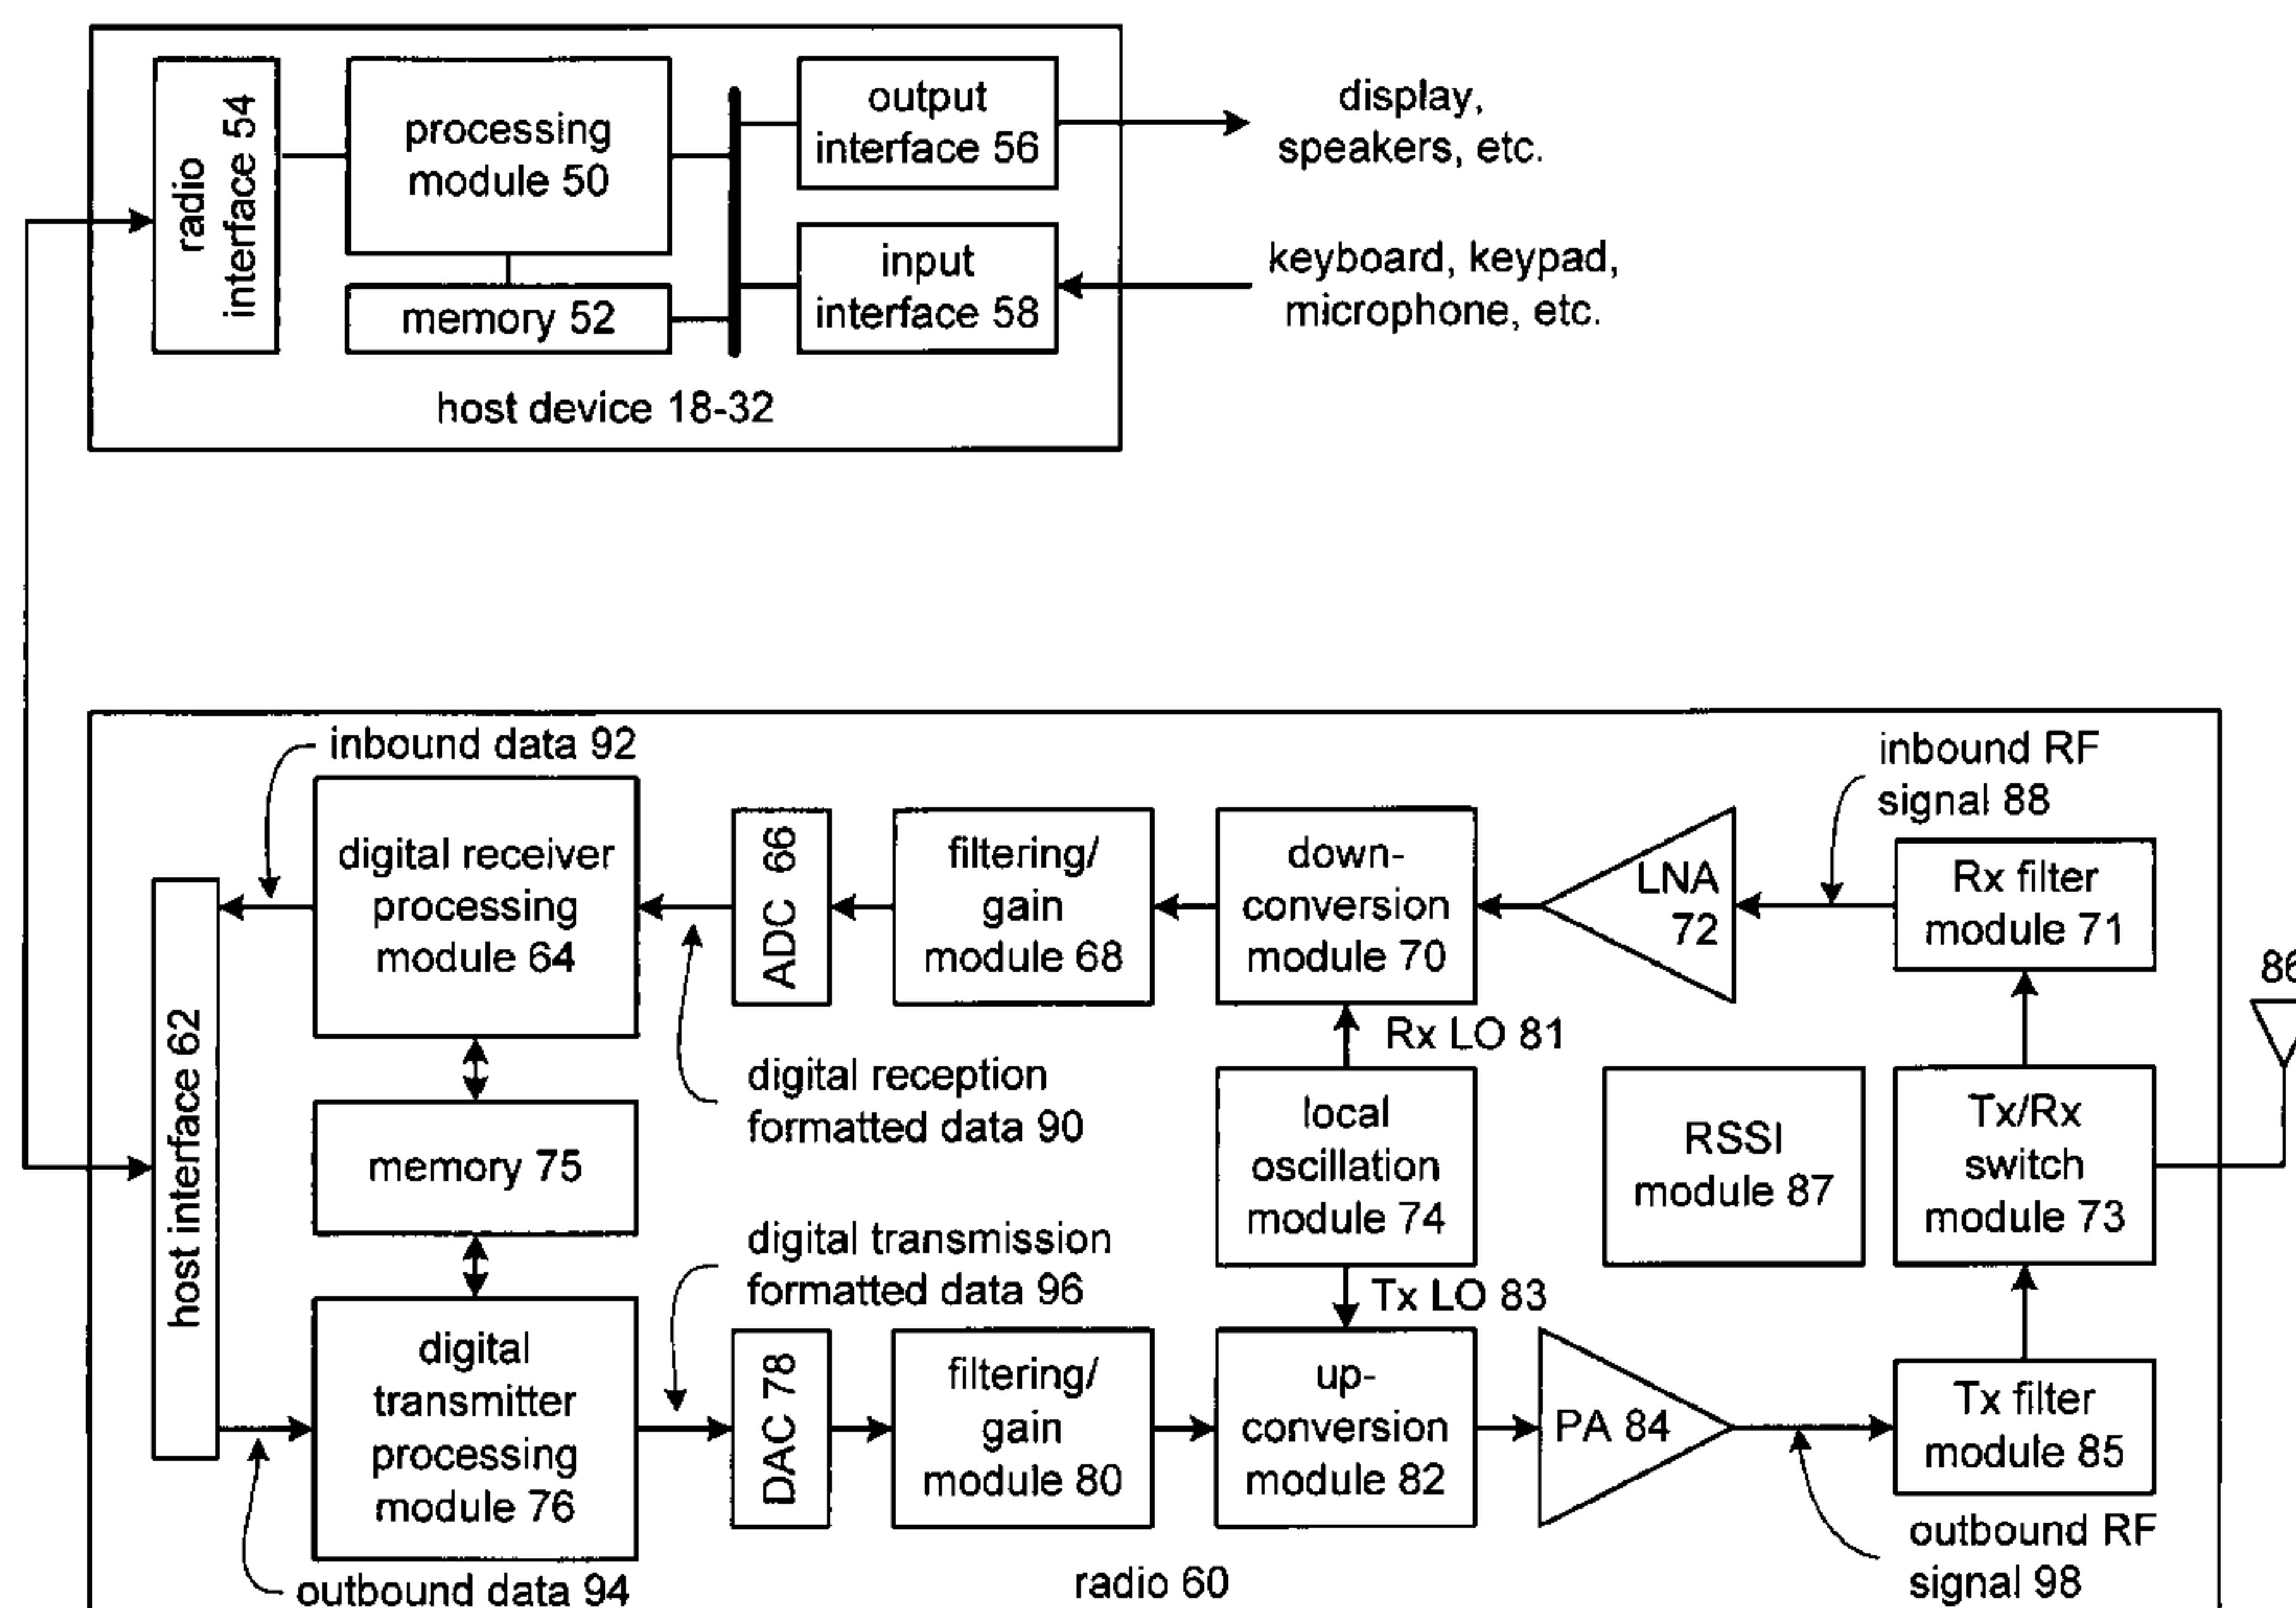 radio
interface 54
processing
module 50
memory 52
output
interface 56
input
interface 58
display,
speakers, etc.
keyboard, keypad,
microphone, etc.
host device 18-32
inbound data 92
inbound RF
signal 88
host interface 62
digital receiver
processing
module 64
ADC 66
filtering/
gain
module 68
down-
conversion
module 70
LNA
72
Rx filter
module 71
86
Rx LO 81
digital reception
formatted data 90
memory 75
local
oscillation
module 74
RSSI
module 87
Tx/Rx
switch
module 73
digital transmission
formatted data 96
Tx LO 83
digital
transmitter
processing
module 76
DAC 78
filtering/
gain
module 80
up-
conversion
module 82
PA 84
Tx filter
module 85
outbound RF
signal 98
outbound data 94
radio 60